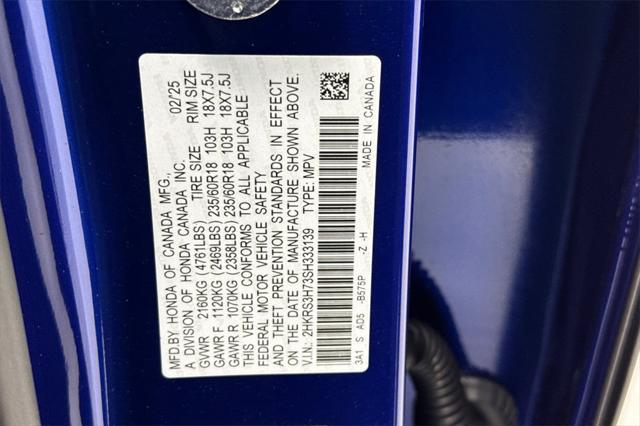 MFD.BY HONDA OF CANADA MFG., 02/'25
A DIVISION OF HONDA CANADA INC.
TIRE SIZE RIM SIZE
GVWR 2160KG (4761LBS)
GAWR F 1120KG (2469LBS) 235/60R18 103H 18X7.5J
GAWR R 1070KG (2358LBS) 235/60R18 103H 18X7.5J
THIS VEHICLE CONFORMS TO ALL APPLICABLE
FEDERAL MOTOR VEHICLE SAFETY
AND THEFT PREVENTION STANDARDS IN EFFECT
ON THE DATE OF MANUFACTURE SHOWN ABOVE.
V.I.N.: 2HKRS3H73SH333139 TYPE: MPV
3A1 S AD5 -B575P -Z -H MADE IN CANADA